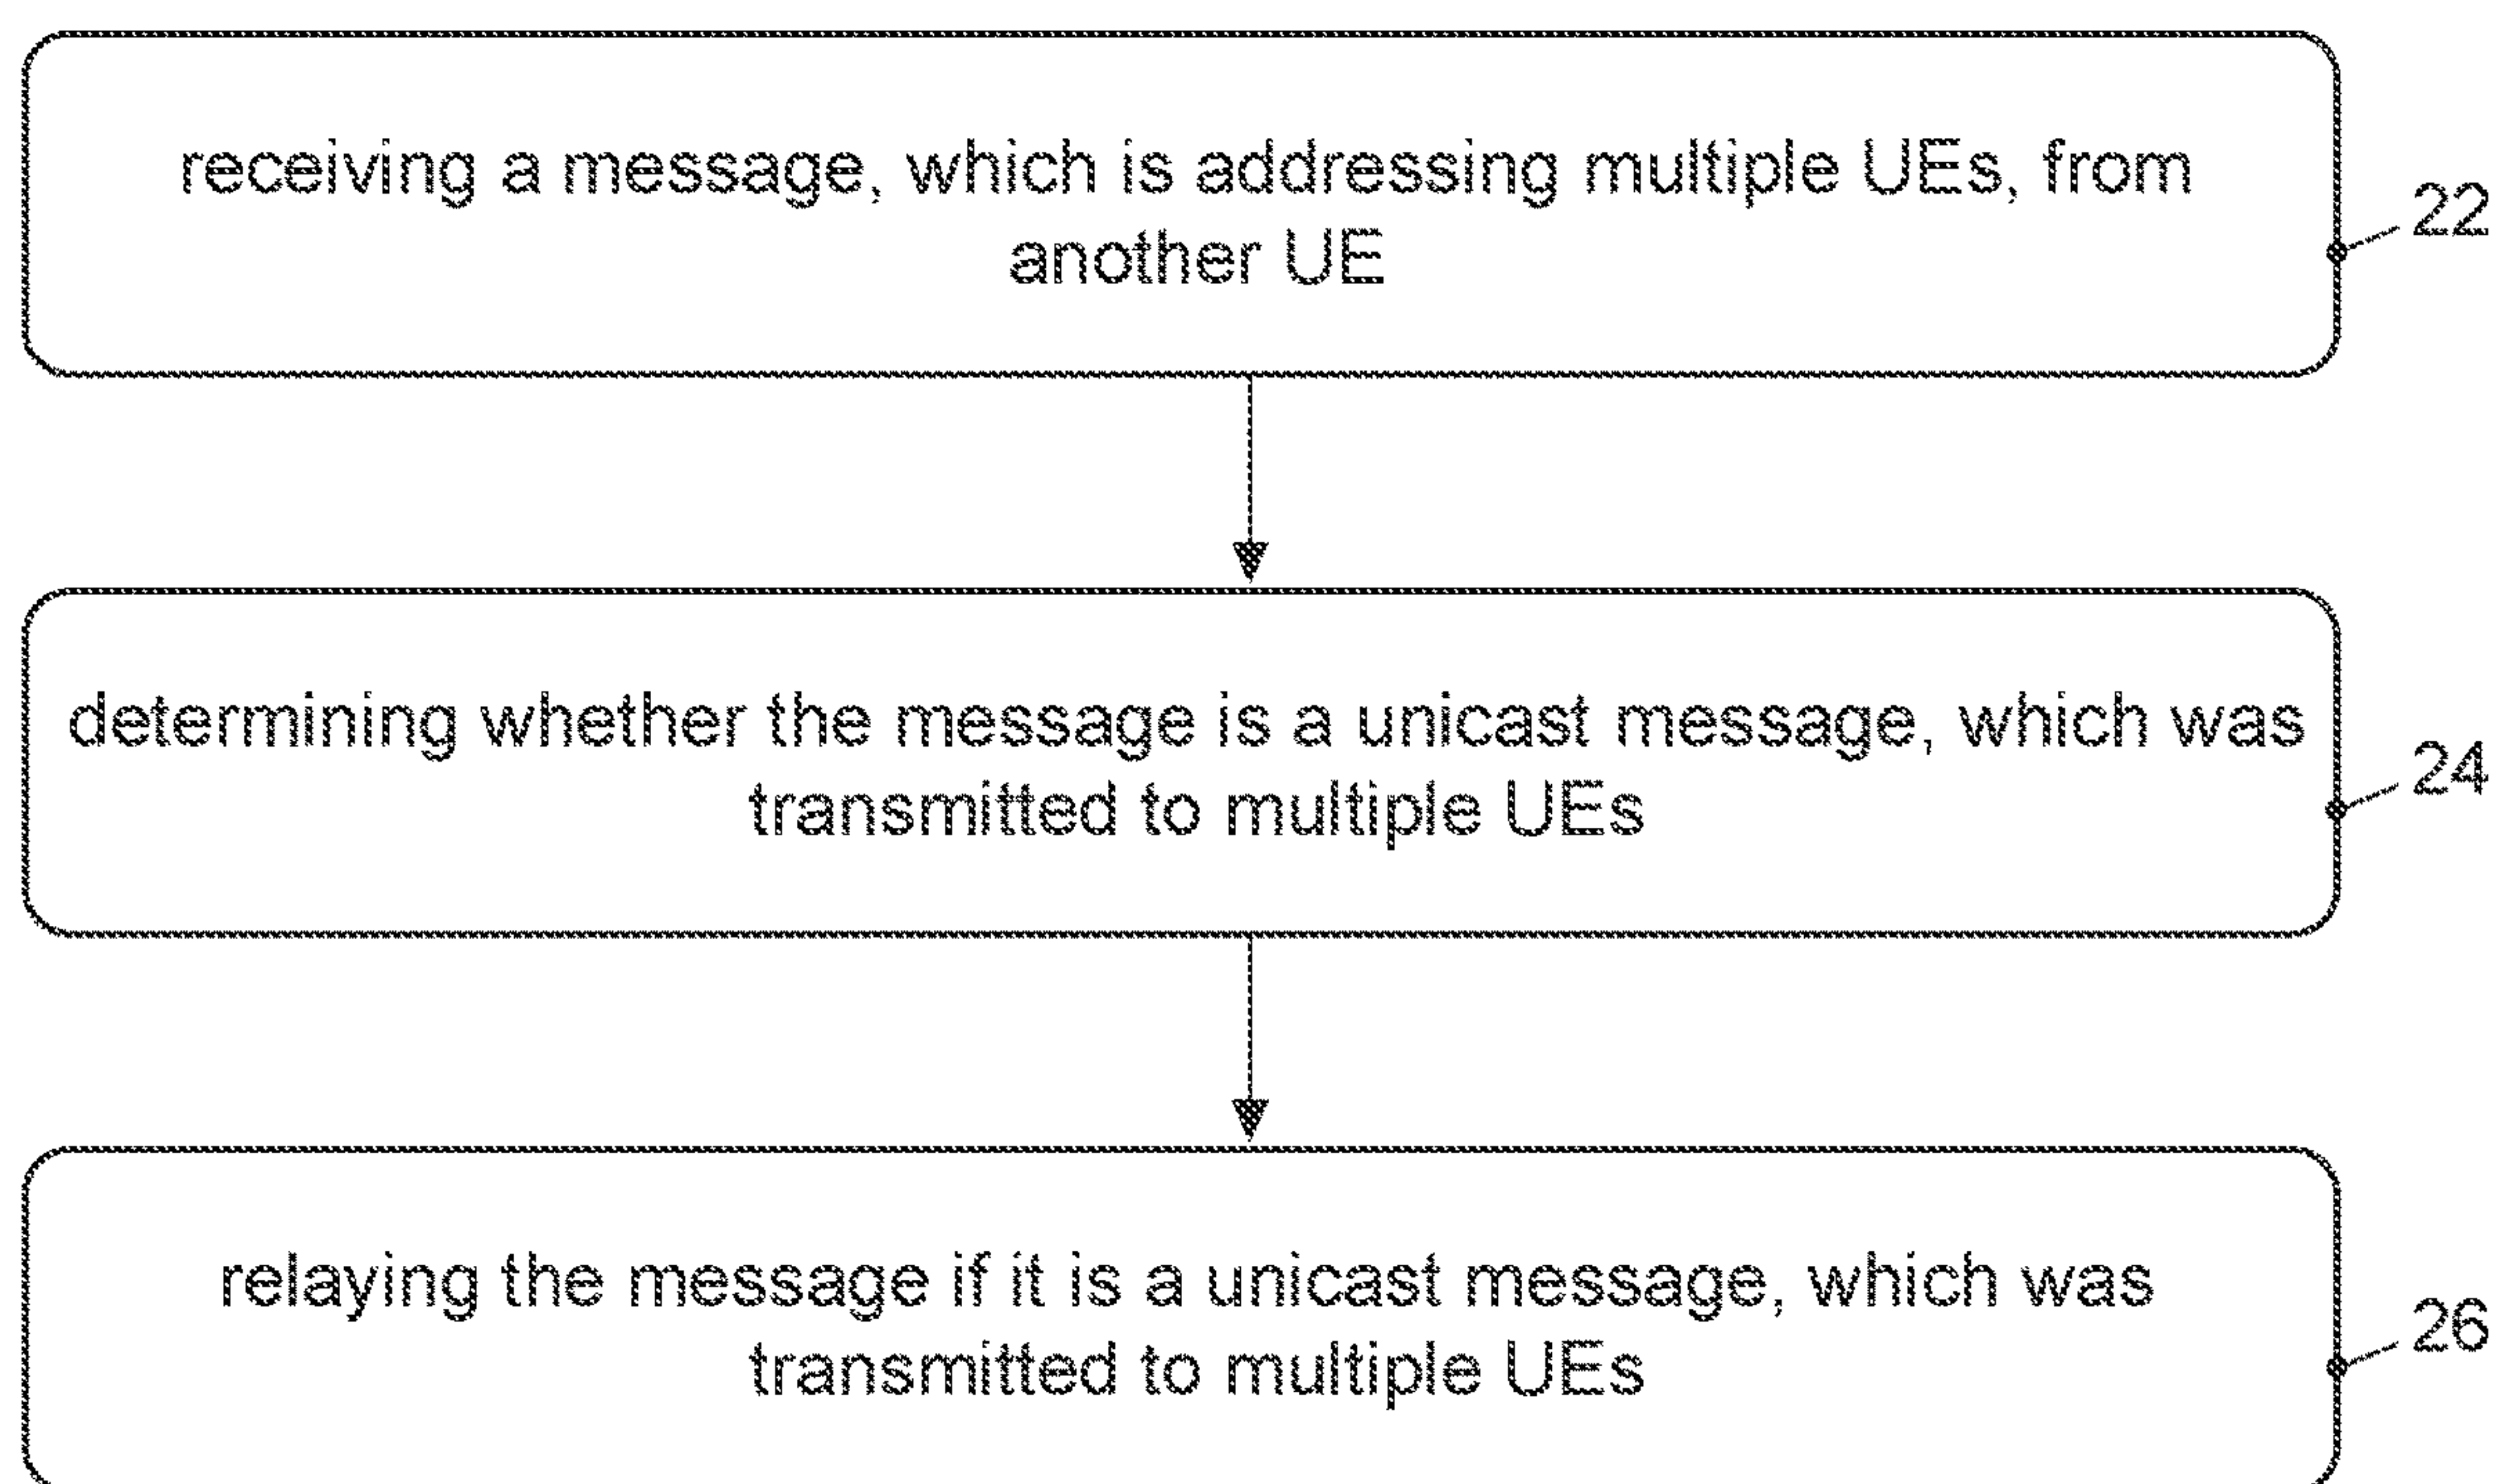 receiving a message, which is addressing multiple UEs, from
another UE
22
determining whether the message is a unicast message, which was
transmitted to multiple UEs
24
relaying the message if it is a unicast message, which was
transmitted to multiple UEs
26